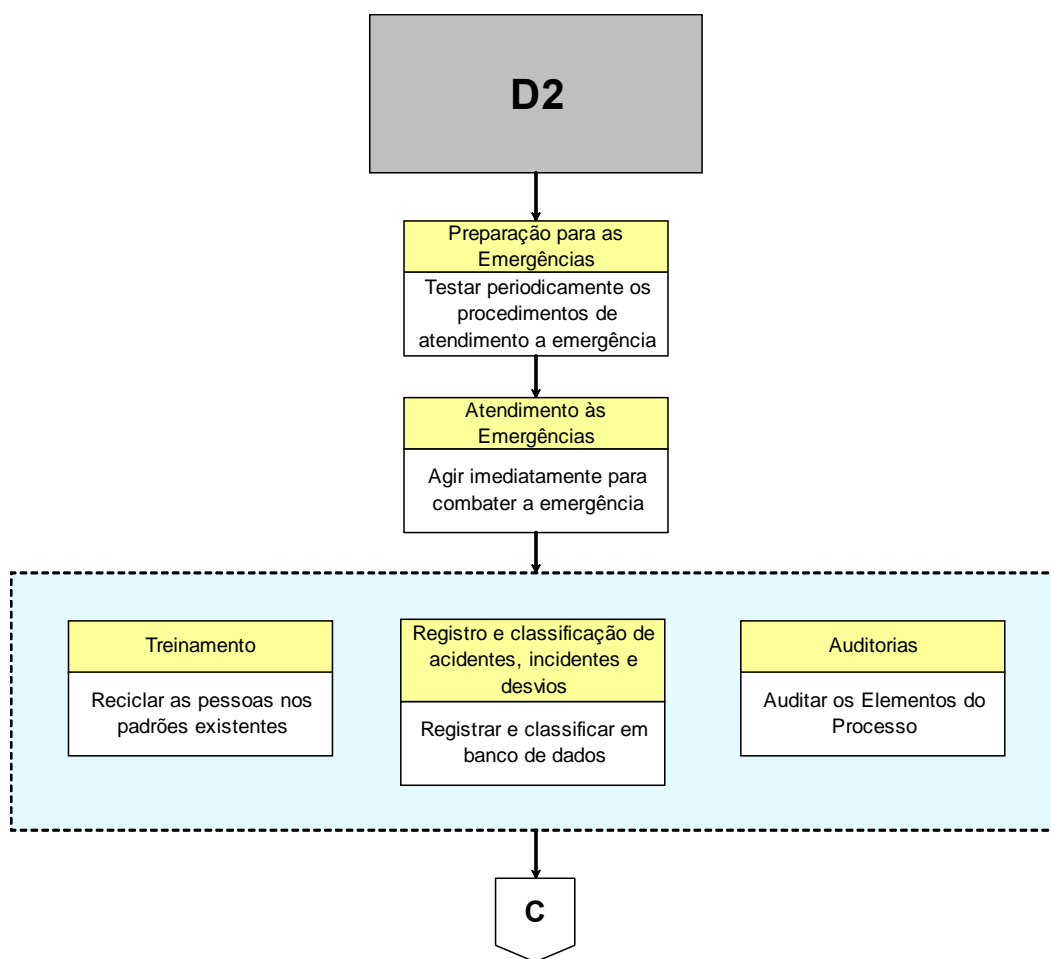 D2
Preparação para as
Emergências
Testar periodicamente os
procedimentos de
atendimento a emergência
Atendimento às
Emergências
Agir imediatamente para
combater a emergência
Treinamento
Reciclar as pessoas nos
padrões existentes
Registro e classificação de
acidentes, incidentes e
desvios
Registrar e classificar em
banco de dados
Auditorias
Auditar os Elementos do
Processo
C